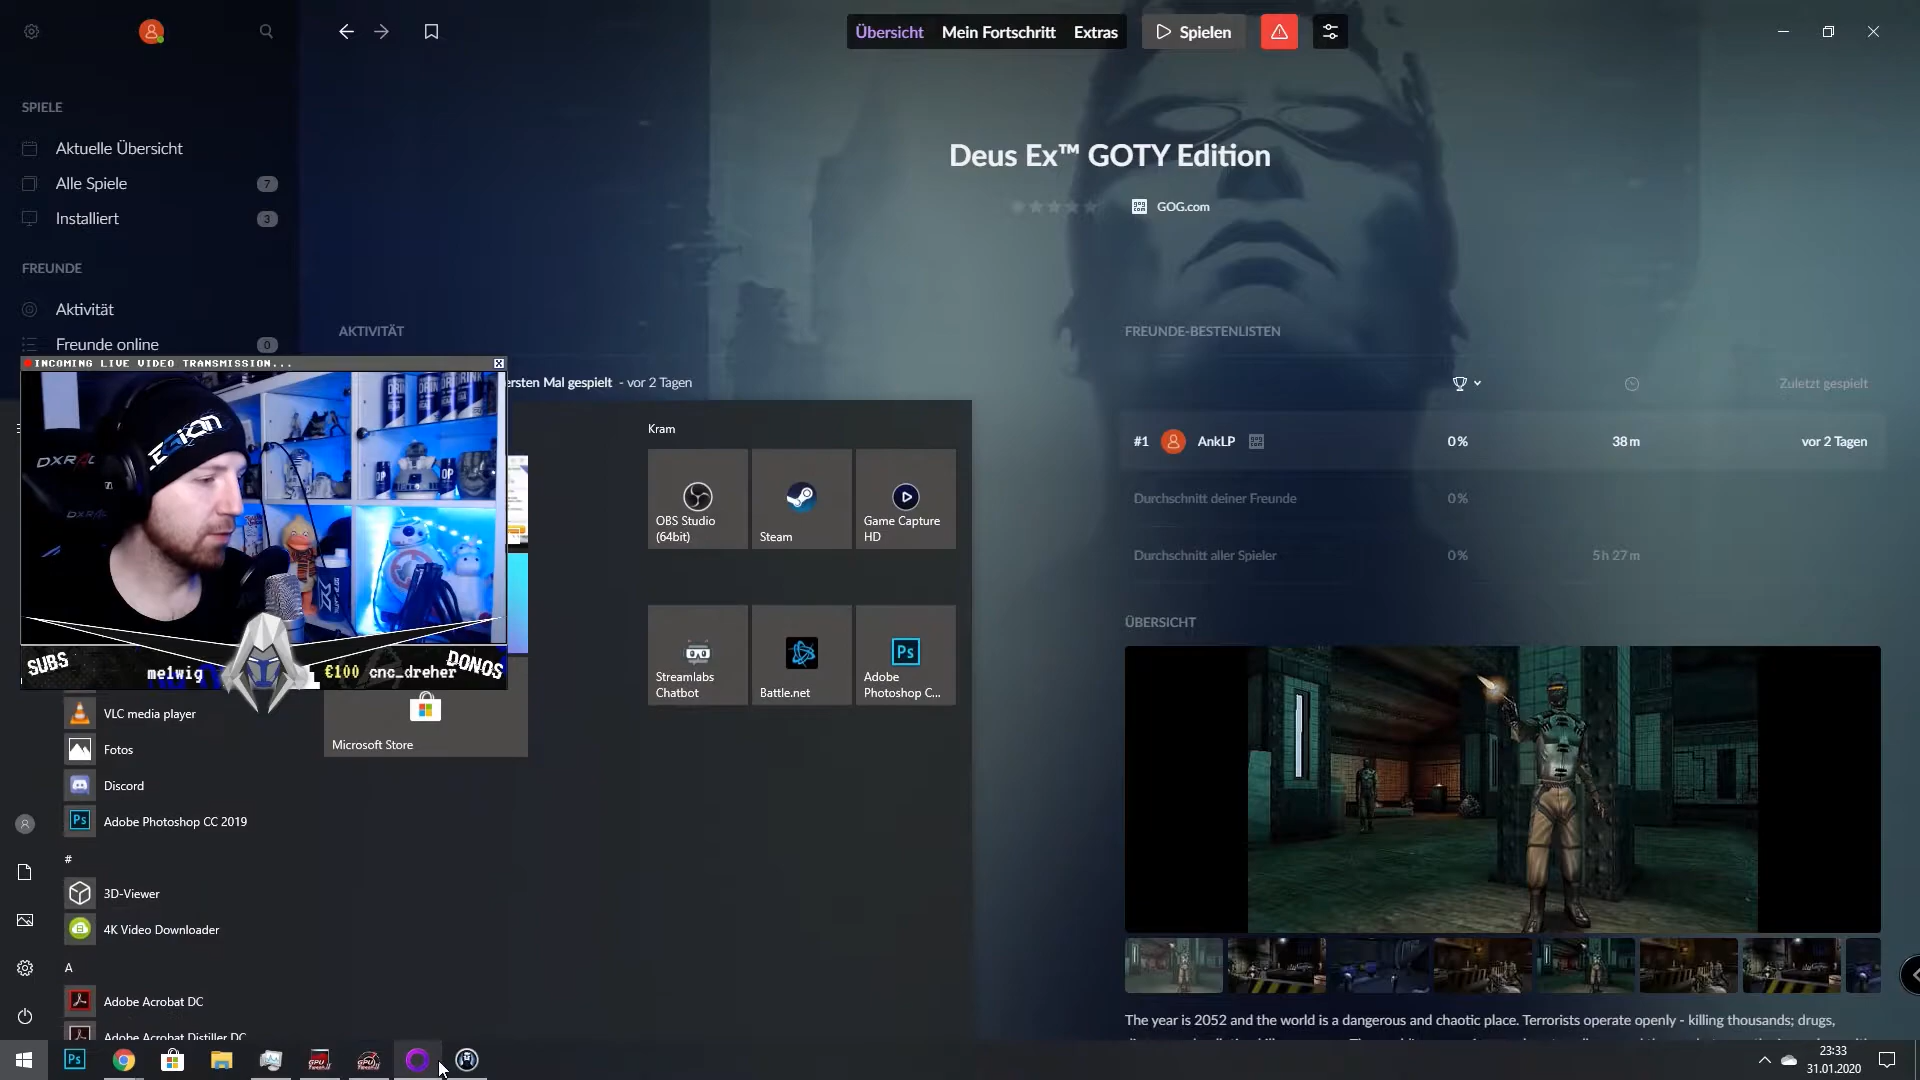 Übersicht
Mein Fortschritt
Extras
Spielen
SPIELE
Aktuelle Übersicht
Alle Spiele
7
Installiert
3
FREUNDE
Aktivität
Freunde online
0
Deus Ex™ GOTY Edition
GOG.com
AKTIVITÄT
ersten Mal gespielt - vor 2 Tagen
FREUNDE-BESTENLISTEN
Zuletzt gespielt
#1 AnkLP 0% 38m vor 2 Tagen
Durchschnitt deiner Freunde 0%
Durchschnitt aller Spieler 0% 5h 27m
ÜBERSICHT
The year is 2052 and the world is a dangerous and chaotic place. Terrorists operate openly - killing thousands; drugs,
INCOMING LIVE VIDEO TRANSMISSION...
DXRA
SUBS
me1wig
€100 cnc_dreher
DONOS
Kram
OBS Studio
(64bit)
Steam
Game Capture
HD
Streamlabs
Chatbot
Battle.net
Adobe
Photoshop C...
Microsoft Store
VLC media player
Fotos
Discord
Adobe Photoshop CC 2019
#
3D-Viewer
4K Video Downloader
A
Adobe Acrobat DC
Adobe Acrobat Distiller DC
Ps
23:33
31.01.2020